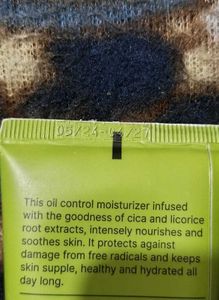 05/24-04/27
This oil control moisturizer infused
with the goodness of cica and licorice
root extracts, intensely nourishes and
soothes skin. It protects against
damage from free radicals and keeps
skin supple, healthy and hydrated all
day long.